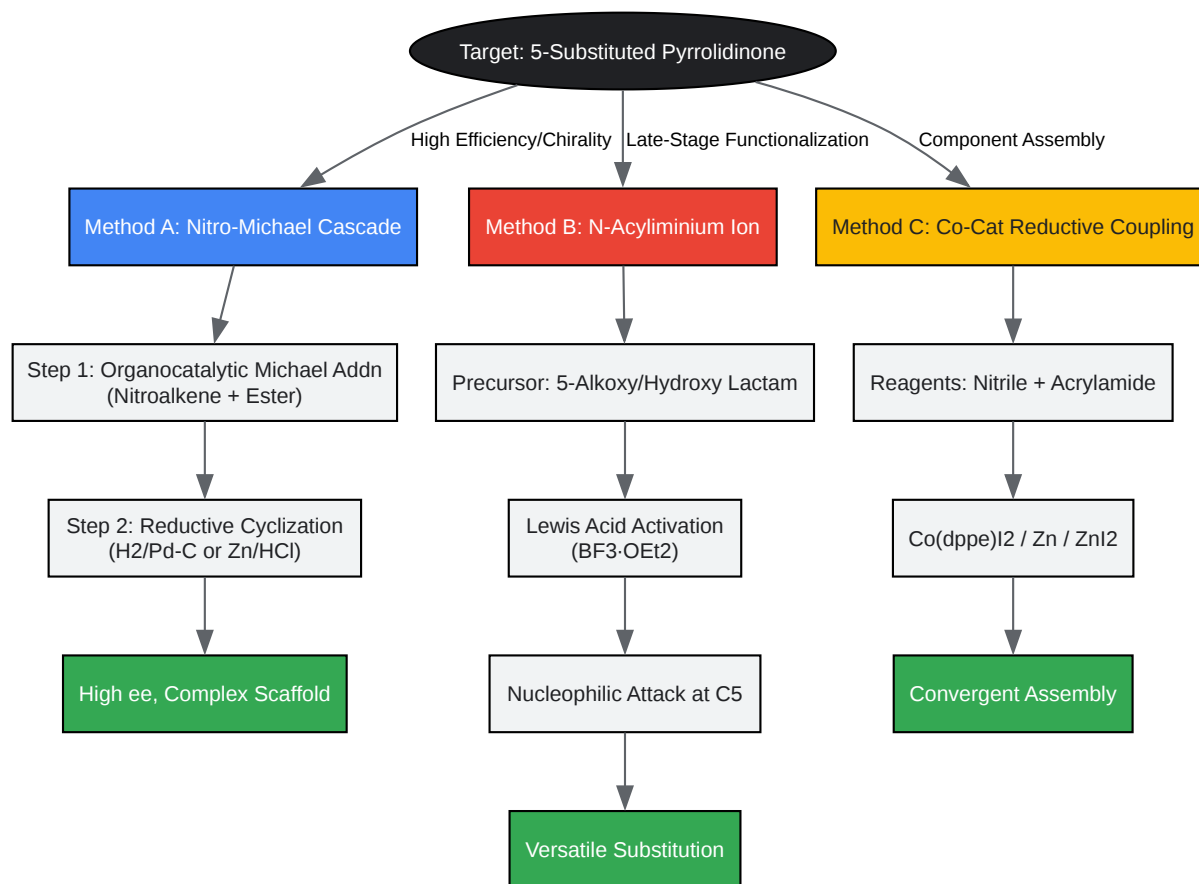 Target: 5-Substituted Pyrrolidinone
High Efficiency/Chirality
Late-Stage Functionalization
Component Assembly
Method A: Nitro-Michael Cascade
Method B: N-Acyliminium Ion
Method C: Co-Cat Reductive Coupling
Step 1: Organocatalytic Michael Addn
(Nitroalkene + Ester)
Precursor: 5-Alkoxy/Hydroxy Lactam
Reagents: Nitrile + Acrylamide
Step 2: Reductive Cyclization
(H2/Pd-C or Zn/HCl)
Lewis Acid Activation
(BF3·OEt2)
Co(dppe)I2 / Zn / ZnI2
High ee, Complex Scaffold
Nucleophilic Attack at C5
Convergent Assembly
Versatile Substitution